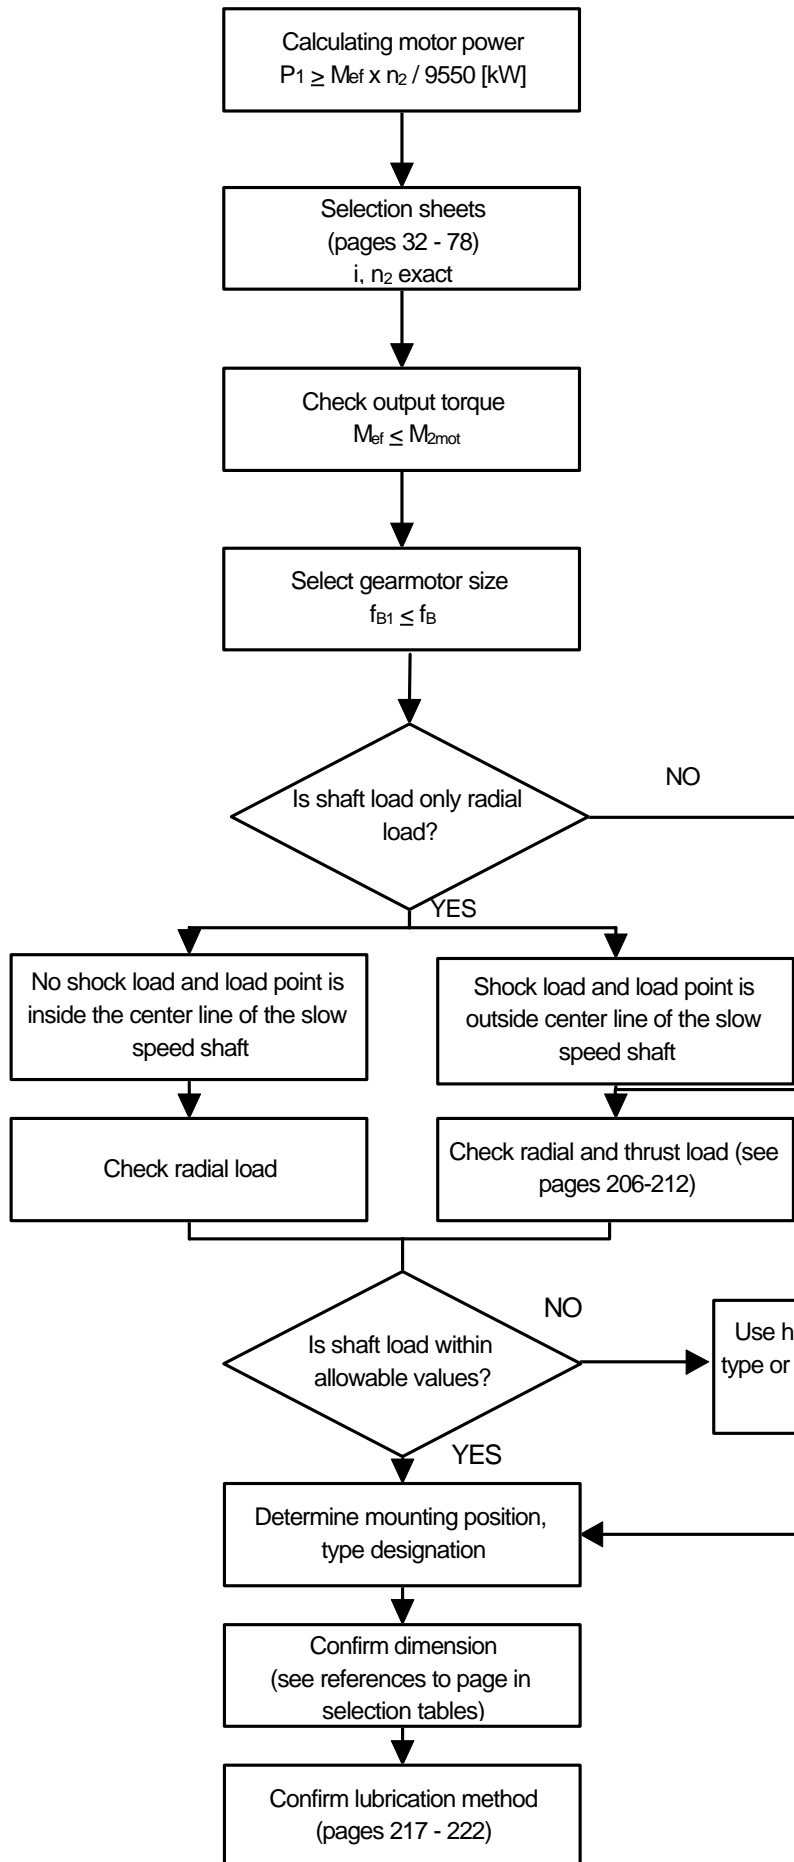 Calculating motor power
P1 ≥ Mef x n2 / 9550 [kW]
Selection sheets
(pages 32 - 78)
i, n2 exact
Check output torque
Mef ≤ M2mot
Select gearmotor size
fB1 ≤ fB
Is shaft load only radial
load?
NO
YES
No shock load and load point is
inside the center line of the slow
speed shaft
Shock load and load point is
outside center line of the slow
speed shaft
Check radial load
Check radial and thrust load (see
pages 206-212)
Is shaft load within
allowable values?
NO
Use h
type or
YES
Determine mounting position,
type designation
Confirm dimension
(see references to page in
selection tables)
Confirm lubrication method
(pages 217 - 222)